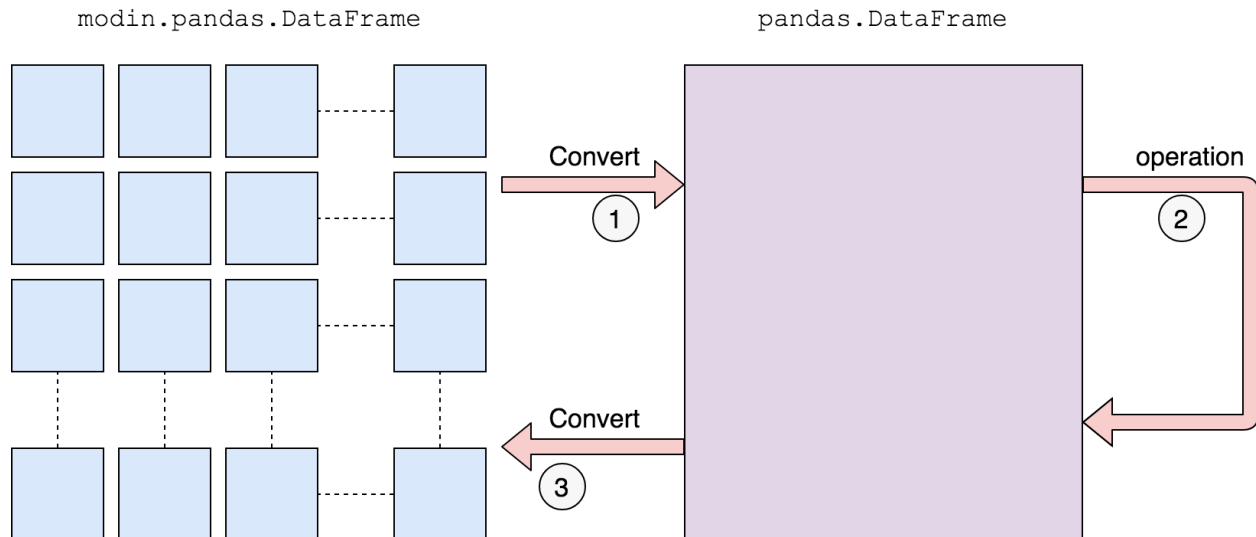 modin.pandas.DataFrame
pandas.DataFrame
Convert
1
operation
2
Convert
3